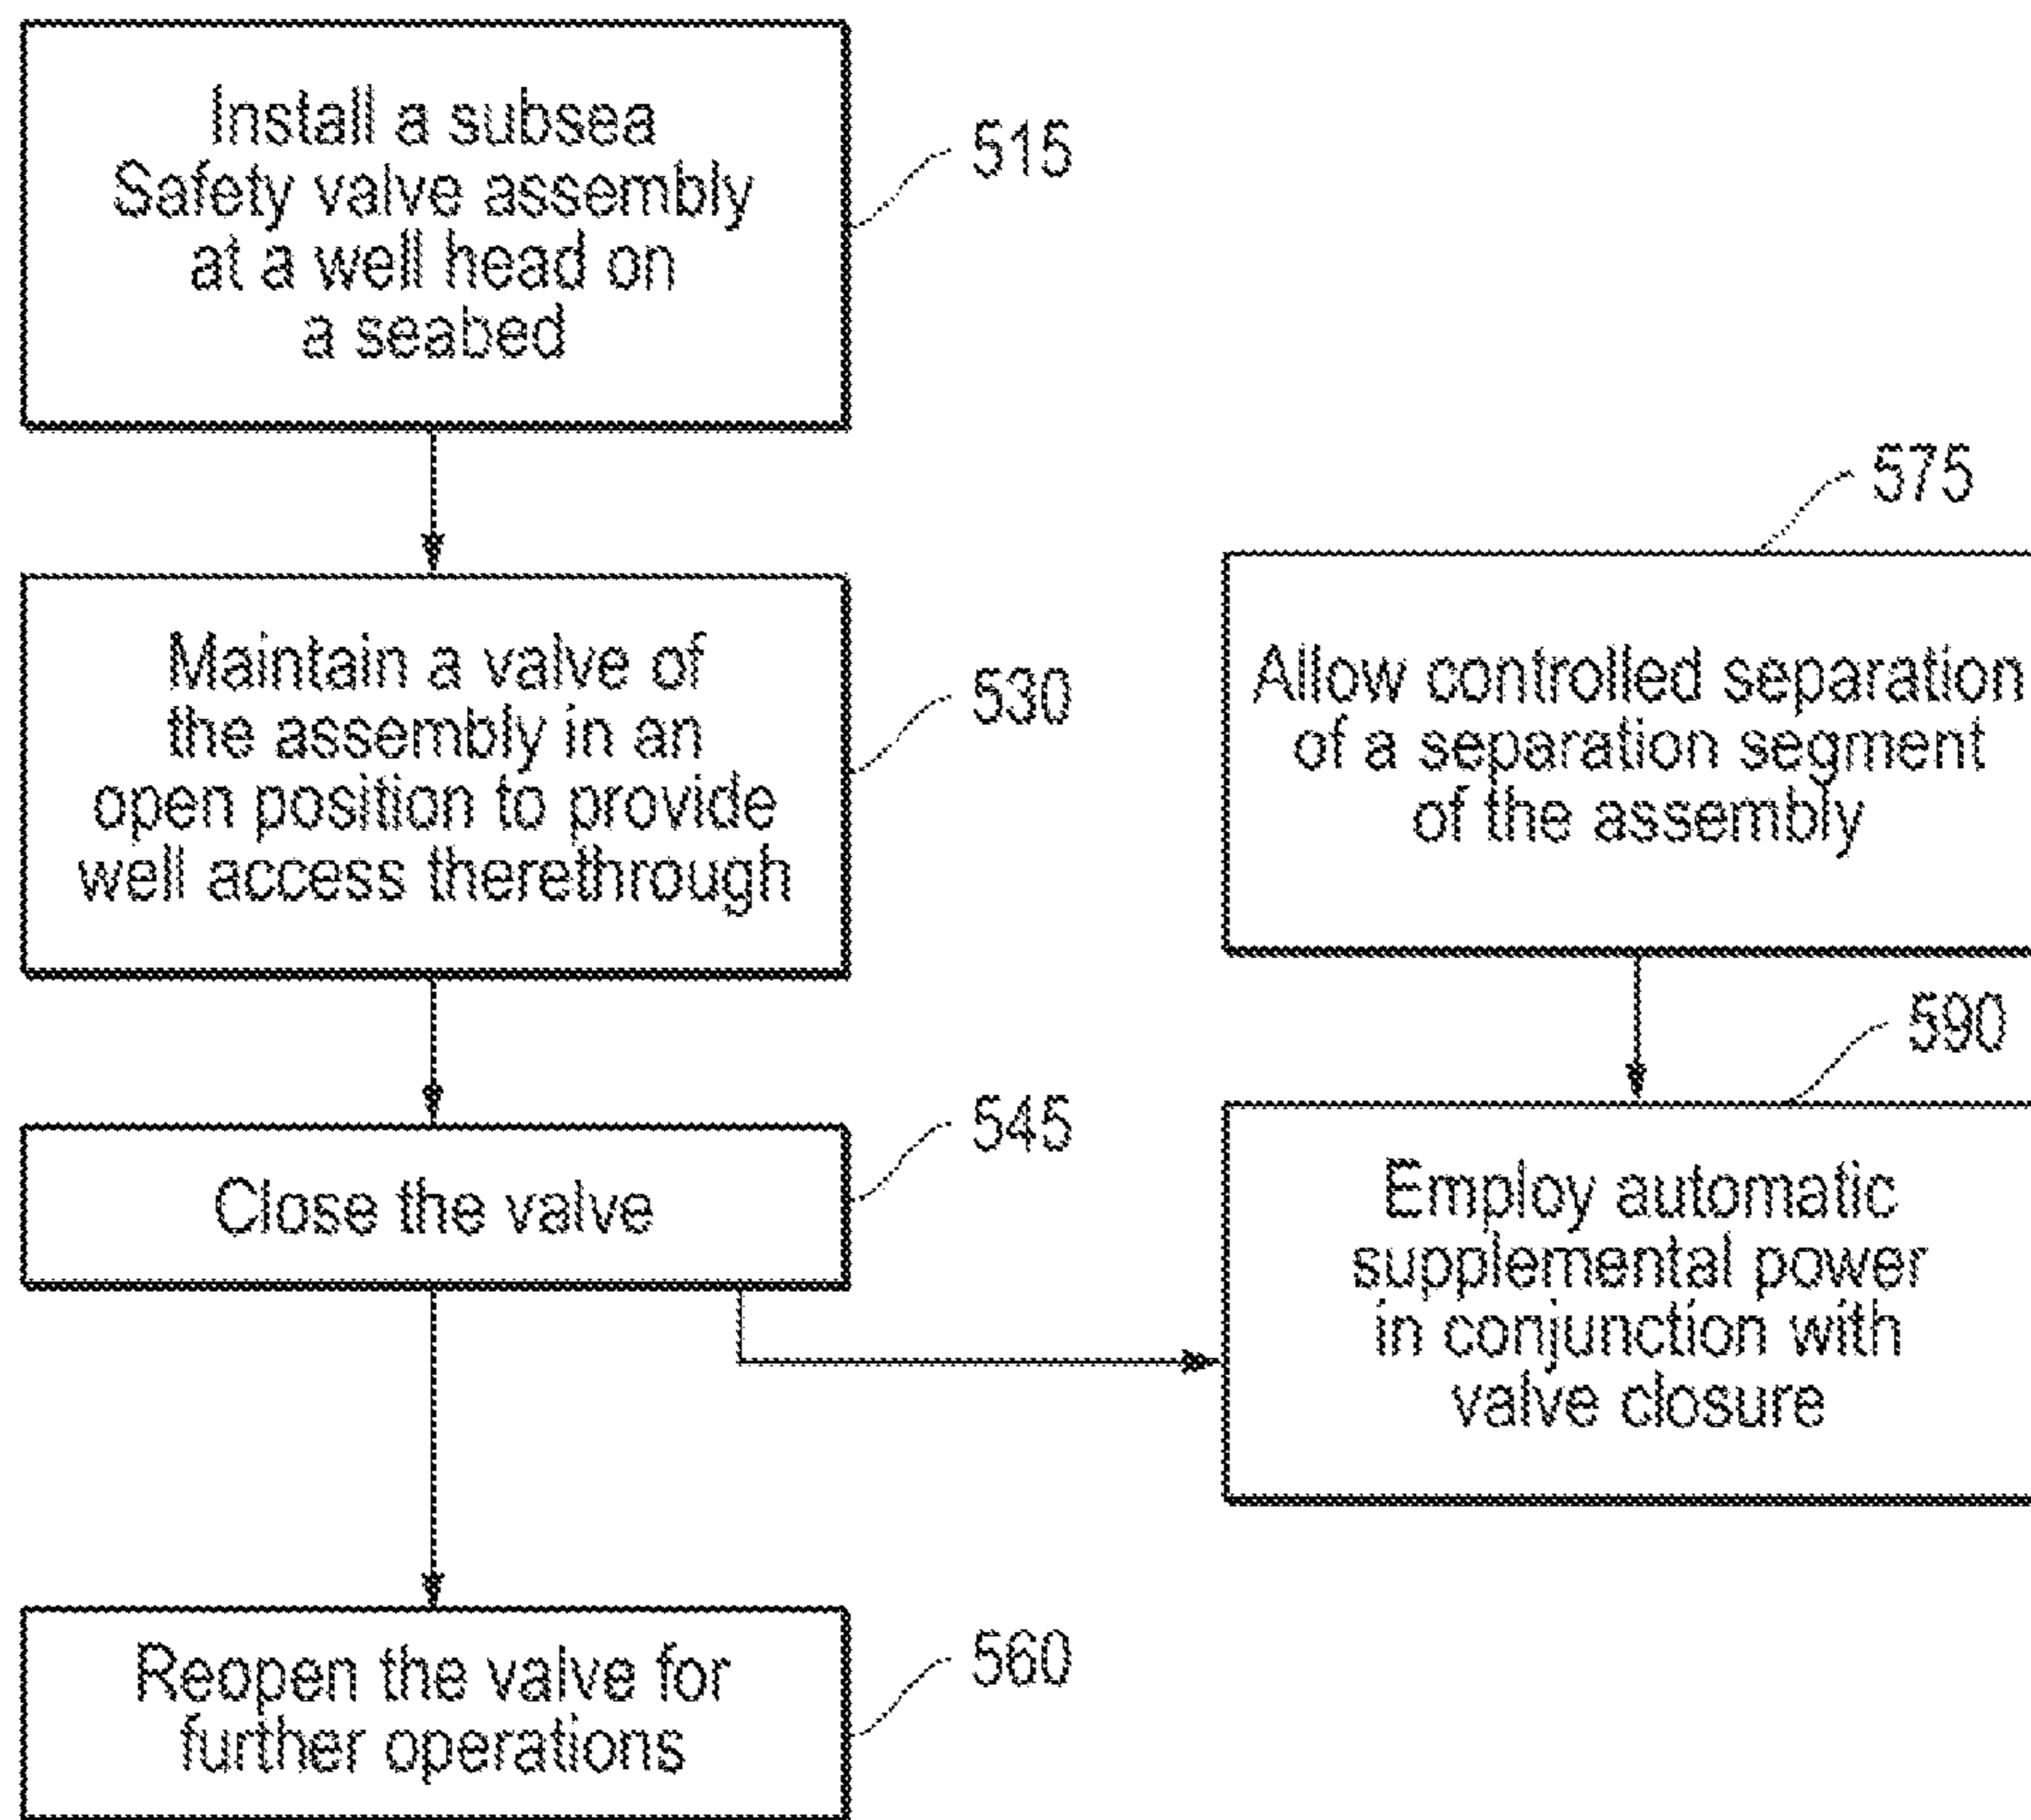 Install a subsea
Safety valve assembly
at a well head on
a seabed
515
Maintain a valve of
the assembly in an
open position to provide
well access therethrough
530
Close the valve
545
Reopen the valve for
further operations
560
575
Allow controlled separation
of a separation segment
of the assembly
590
Employ automatic
supplemental power
in conjunction with
valve closure